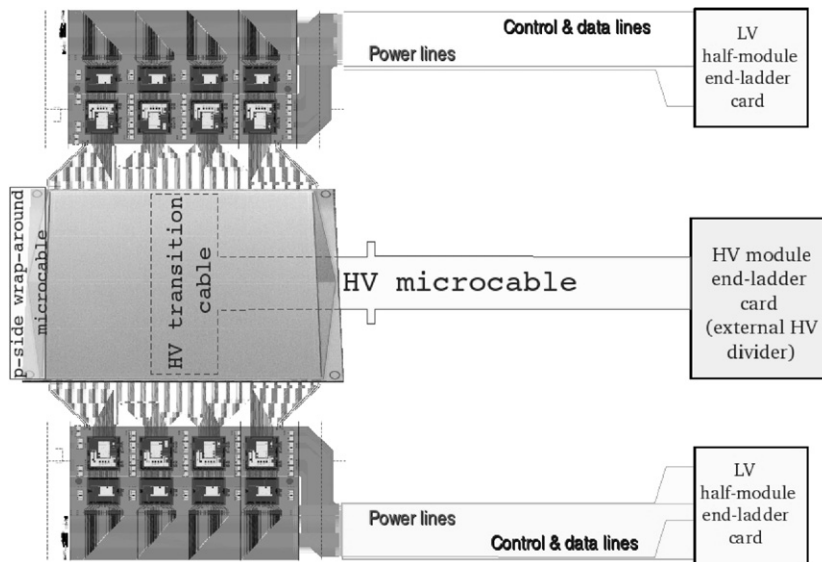 Control & data lines
Power lines
LV
half-module
end-ladder
card
p-side wrap-around
microcable
HV transition
cable
HV microcable
HV module
end-ladder
card
(external HV
divider)
Power lines
Control & data lines
LV
half-module
end-ladder
card